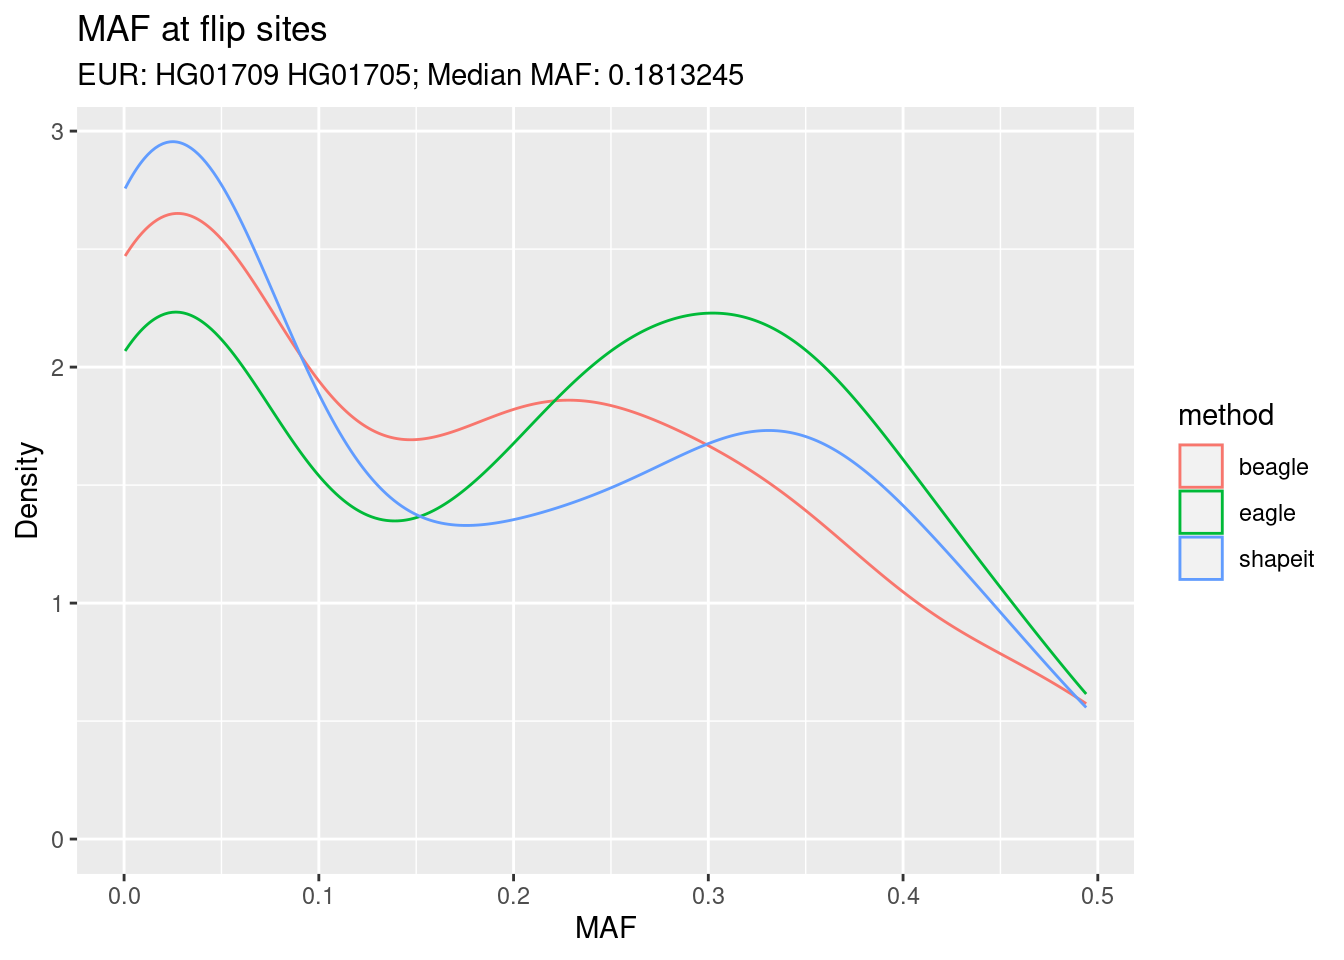 MAF at flip sites
EUR: HG01709 HG01705; Median MAF: 0.1813245
3
2
1
0
Density
0.0 0.1 0.2 0.3 0.4 0.5
MAF
method
beagle
eagle
shapeit